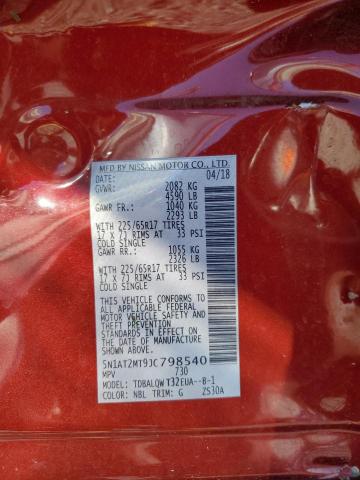 MFD BY NISSAN MOTOR CO., LTD.
DATE: 04/18
GVWR: 2082 KG
4590 LB
GAWR FR.: 1040 KG
2293 LB
WITH 225/65R17 TIRES
17 X 7J RIMS AT 33 PSI
COLD SINGLE
GAWR RR.: 1055 KG
2326 LB
WITH 225/65R17 TIRES
17 X 7J RIMS AT 33 PSI
COLD SINGLE
THIS VEHICLE CONFORMS TO
ALL APPLICABLE FEDERAL
MOTOR VEHICLE SAFETY AND
THEFT PREVENTION
STANDARDS IN EFFECT ON
THE DATE OF MANUFACTURE
SHOWN ABOVE.
5N1AT2MT9JC798540
MPV 730
MODEL: TDBALQWT32EUA--B-1
COLOR: NBL TRIM: G ZS30A